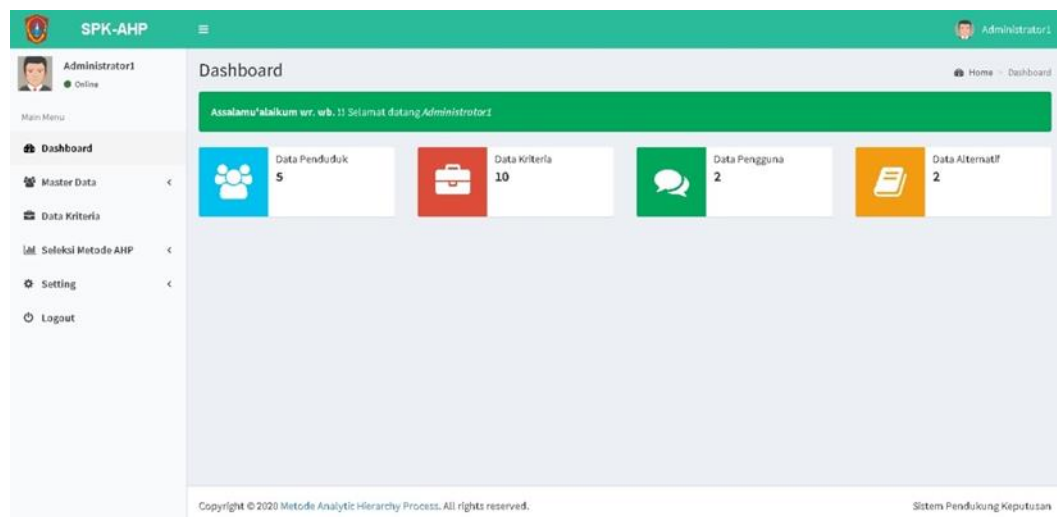 SPK-AHP
Administrator1
Administrator1
Online
Main Menu
Dashboard
Master Data
Data Kriteria
Seleksi Metode AHP
Setting
Logout
Dashboard
Home > Dashboard
Assalamu'alaikum wr. wb. !! Selamat datang Administrator1
Data Penduduk
5
Data Kriteria
10
Data Pengguna
2
Data Alternatif
2
Copyright © 2020 Metode Analytic Hierarchy Process. All rights reserved.
Sistem Pendukung Keputusan